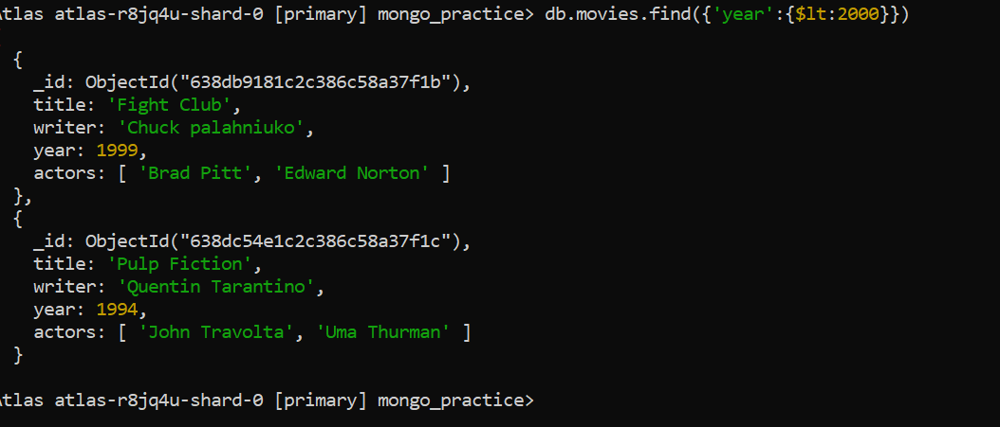 Atlas atlas-r8jq4u-shard-0 [primary] mongo_practice> db.movies.find({'year':{$lt:2000}})
{
_id: ObjectId("638db9181c2c386c58a37f1b"),
title: 'Fight Club',
writer: 'Chuck palahniuko',
year: 1999,
actors: [ 'Brad Pitt', 'Edward Norton' ]
},
{
_id: ObjectId("638dc54e1c2c386c58a37f1c"),
title: 'Pulp Fiction',
writer: 'Quentin Tarantino',
year: 1994,
actors: [ 'John Travolta', 'Uma Thurman' ]
}
Atlas atlas-r8jq4u-shard-0 [primary] mongo_practice>